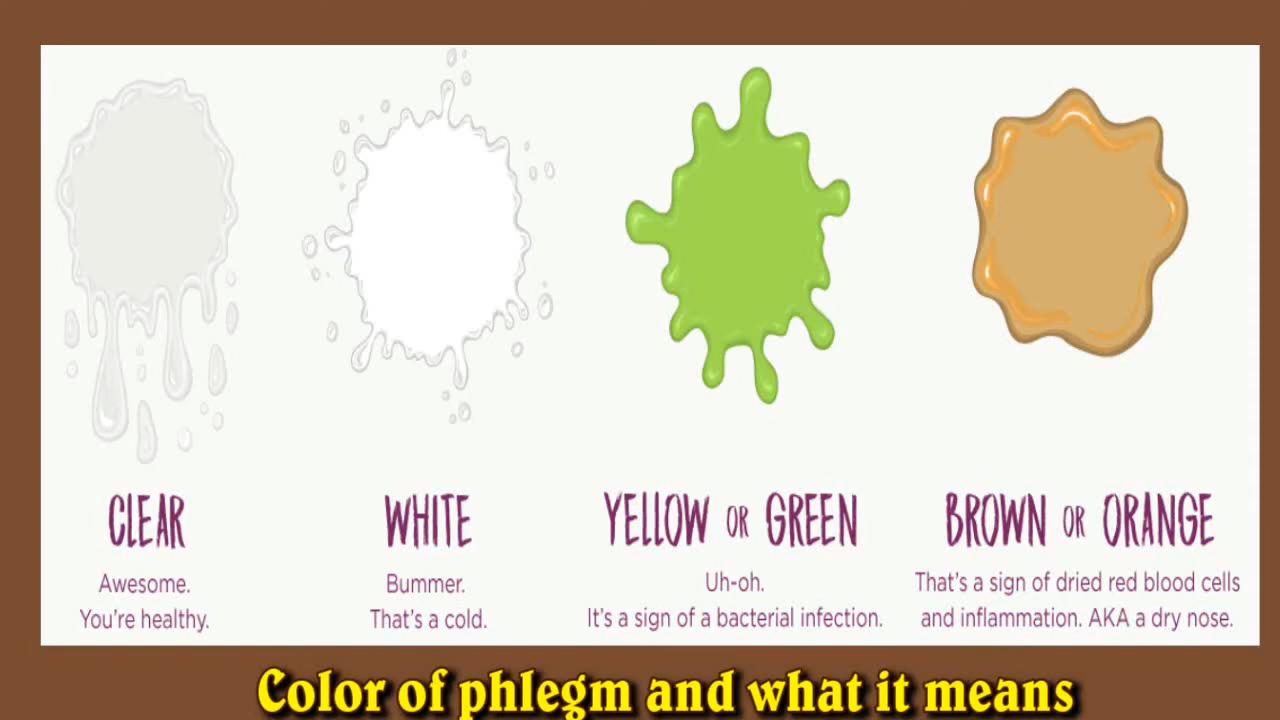 CLEAR
Awesome.
You're healthy.
WHITE
Bummer.
That's a cold.
YELLOW OR GREEN
Uh-oh.
It's a sign of a bacterial infection.
BROWN OR ORANGE
That's a sign of dried red blood cells
and inflammation. AKA a dry nose.
Color of phlegm and what it means